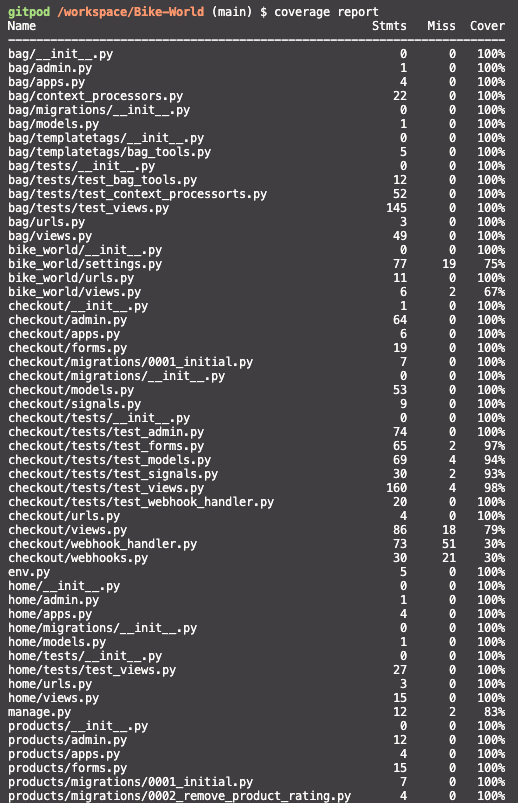 gitpod /workspace/Bike-World (main) $ coverage report
Name Stmts Miss Cover
bag/__init__.py 0 0 100%
bag/admin.py 1 0 100%
bag/apps.py 4 0 100%
bag/context_processors.py 22 0 100%
bag/migrations/__init__.py 0 0 100%
bag/models.py 1 0 100%
bag/templatetags/__init__.py 0 0 100%
bag/templatetags/bag_tools.py 5 0 100%
bag/tests/__init__.py 0 0 100%
bag/tests/test_bag_tools.py 12 0 100%
bag/tests/test_context_processorts.py 52 0 100%
bag/tests/test_views.py 145 0 100%
bag/urls.py 3 0 100%
bag/views.py 49 0 100%
bike_world/__init__.py 0 0 100%
bike_world/settings.py 77 19 75%
bike_world/urls.py 11 0 100%
bike_world/views.py 6 2 67%
checkout/__init__.py 1 0 100%
checkout/admin.py 64 0 100%
checkout/apps.py 6 0 100%
checkout/forms.py 19 0 100%
checkout/migrations/0001_initial.py 7 0 100%
checkout/migrations/__init__.py 0 0 100%
checkout/models.py 53 0 100%
checkout/signals.py 9 0 100%
checkout/tests/__init__.py 0 0 100%
checkout/tests/test_admin.py 74 0 100%
checkout/tests/test_forms.py 65 2 97%
checkout/tests/test_models.py 69 4 94%
checkout/tests/test_signals.py 30 2 93%
checkout/tests/test_views.py 160 4 98%
checkout/tests/test_webhook_handler.py 20 0 100%
checkout/urls.py 4 0 100%
checkout/views.py 86 18 79%
checkout/webhook_handler.py 73 51 30%
checkout/webhooks.py 30 21 30%
env.py 5 0 100%
home/__init__.py 0 0 100%
home/admin.py 1 0 100%
home/apps.py 4 0 100%
home/migrations/__init__.py 0 0 100%
home/models.py 1 0 100%
home/tests/__init__.py 0 0 100%
home/tests/test_views.py 27 0 100%
home/urls.py 3 0 100%
home/views.py 15 0 100%
manage.py 12 2 83%
products/__init__.py 0 0 100%
products/admin.py 12 0 100%
products/apps.py 4 0 100%
products/forms.py 15 0 100%
products/migrations/0001_initial.py 7 0 100%
products/migrations/0002_remove_product_rating.py 4 0 100%